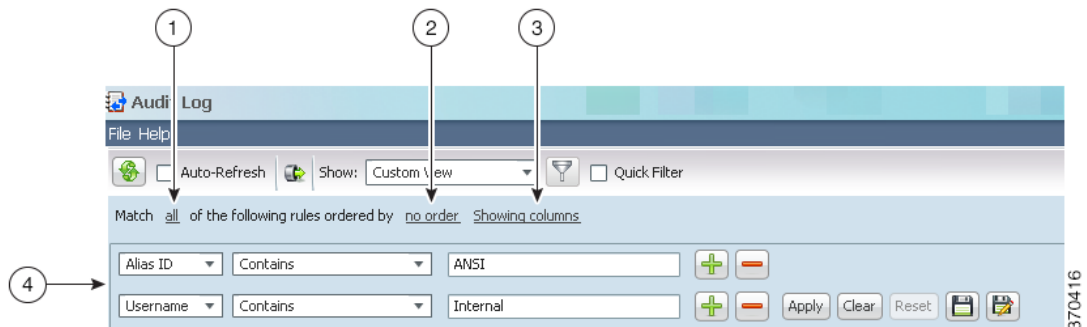 1 2 3
Audit Log
File Help
Auto-Refresh Show: Custom View Quick Filter
Match all of the following rules ordered by no order Showing columns
Alias ID Contains ANSI
4
Username Contains Internal Apply Clear Reset
370416